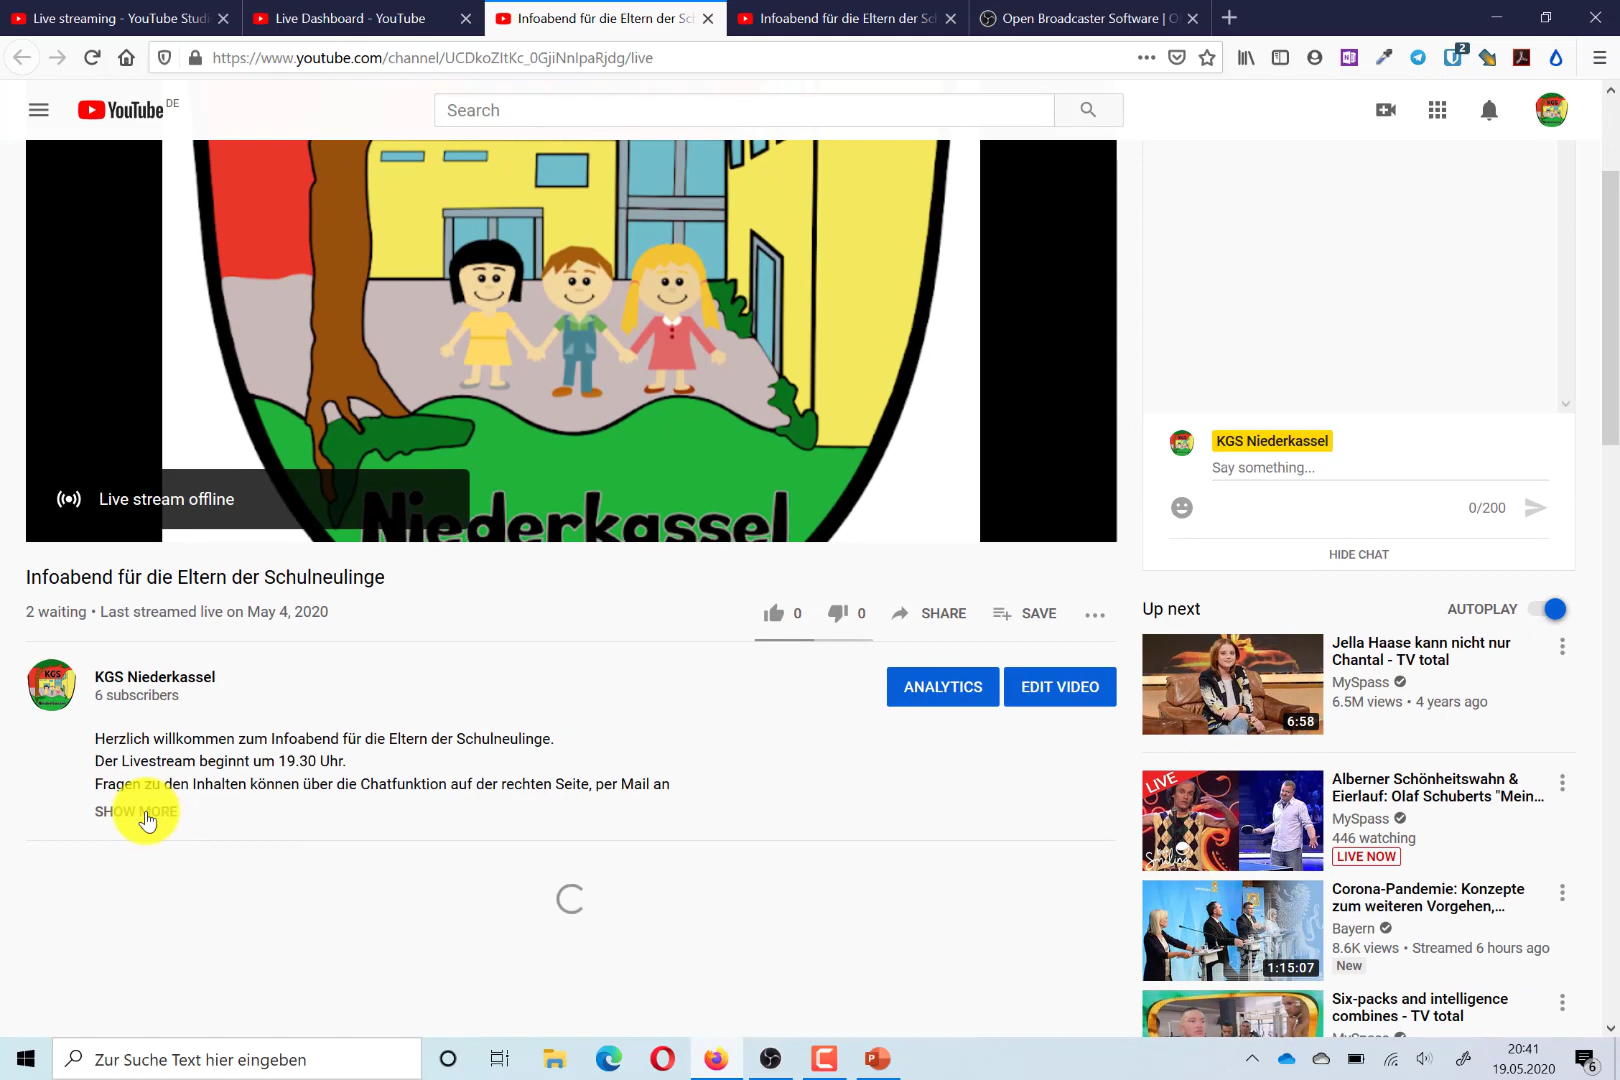 Live streaming - YouTube Studi
Live Dashboard - YouTube
Infoabend für die Eltern der Sch
Infoabend für die Eltern der Sch
Open Broadcaster Software | O
https://www.youtube.com/channel/UCDkoZItKc_0GjiNnIpaRjdg/live
2
YouTube DE
Search
KGS
Niederkassel
Live stream offline
KGS Niederkassel
Say something...
0/200
HIDE CHAT
Infoabend für die Eltern der Schulneulinge
2 waiting • Last streamed live on May 4, 2020
0
0
SHARE
SAVE
KGS
KGS Niederkassel
6 subscribers
ANALYTICS
EDIT VIDEO
Herzlich willkommen zum Infoabend für die Eltern der Schulneulinge.
Der Livestream beginnt um 19.30 Uhr.
Fragen zu den Inhalten können über die Chatfunktion auf der rechten Seite, per Mail an
SHOW MORE
Up next
AUTOPLAY
Jella Haase kann nicht nur
Chantal - TV total
MySpass
6.5M views • 4 years ago
6:58
LIVE
Alberner Schönheitswahn &
Eierlauf: Olaf Schuberts "Mein...
MySpass
446 watching
LIVE NOW
Corona-Pandemie: Konzepte
zum weiteren Vorgehen,...
Bayern
8.6K views • Streamed 6 hours ago
New
1:15:07
Six-packs and intelligence
combines - TV total
Zur Suche Text hier eingeben
20:41
19.05.2020
6